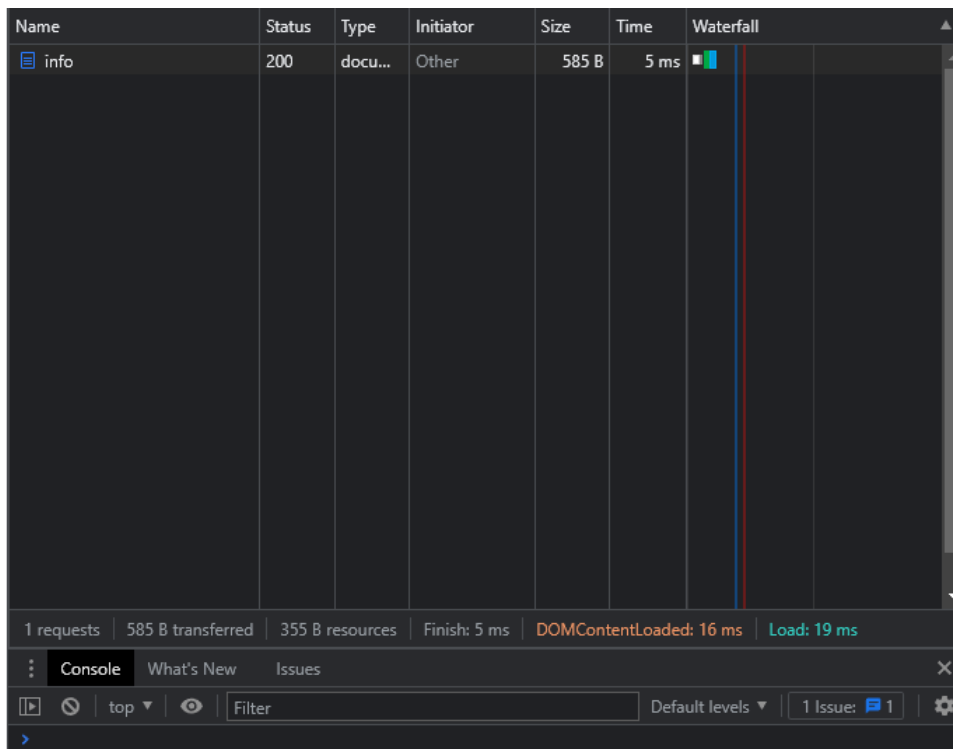 Name Status Type Initiator Size Time Waterfall
info 200 docu... Other 585 B 5 ms
1 requests 585 B transferred 355 B resources Finish: 5 ms DOMContentLoaded: 16 ms Load: 19 ms
Console What's New Issues
top Filter Default levels 1 Issue: 1